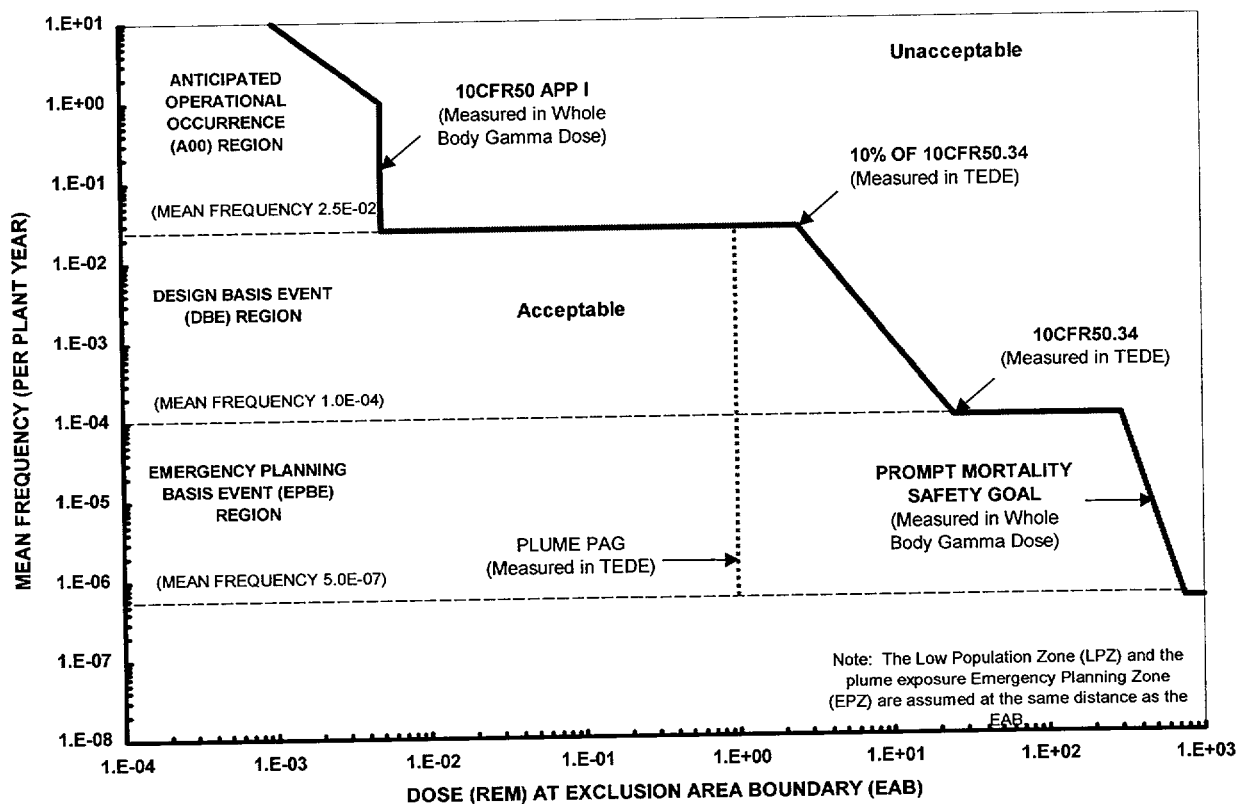 1.E+01
1.E+00
1.E-01
1.E-02
1.E-03
1.E-04
1.E-05
1.E-06
1.E-07
1.E-08
MEAN FREQUENCY (PER PLANT YEAR)
ANTICIPATED
OPERATIONAL
OCCURRENCE
(A00) REGION
(MEAN FREQUENCY 2.5E-02
DESIGN BASIS EVENT
(DBE) REGION
(MEAN FREQUENCY 1.0E-04)
EMERGENCY PLANNING
BASIS EVENT (EPBE)
REGION
(MEAN FREQUENCY 5.0E-07)
10CFR50 APP I
(Measured in Whole
Body Gamma Dose)
Unacceptable
10% OF 10CFR50.34
(Measured in TEDE)
Acceptable
10CFR50.34
(Measured in TEDE)
PROMPT MORTALITY
SAFETY GOAL
(Measured in Whole
Body Gamma Dose)
PLUME PAG
(Measured in TEDE)
Note: The Low Population Zone (LPZ) and the
plume exposure Emergency Planning Zone
(EPZ) are assumed at the same distance as the
EAB
1.E-04
1.E-03
1.E-02
1.E-01
1.E+00
1.E+01
1.E+02
1.E+03
DOSE (REM) AT EXCLUSION AREA BOUNDARY (EAB)